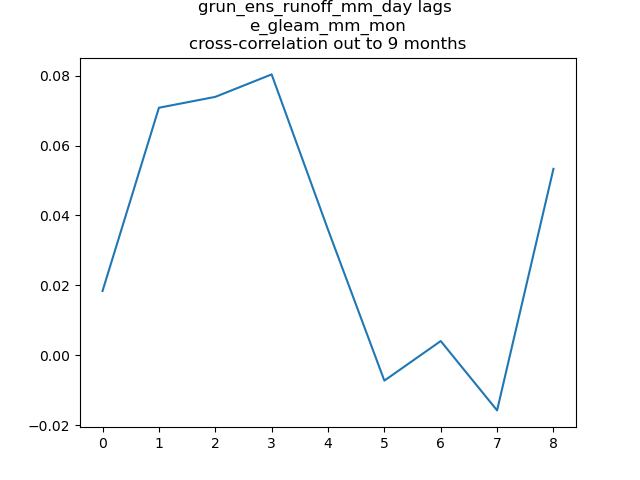 grun_ens_runoff_mm_day lags
e_gleam_mm_mon
cross-correlation out to 9 months
0.08
0.06
0.04
0.02
0.00
−0.02
0 1 2 3 4 5 6 7 8